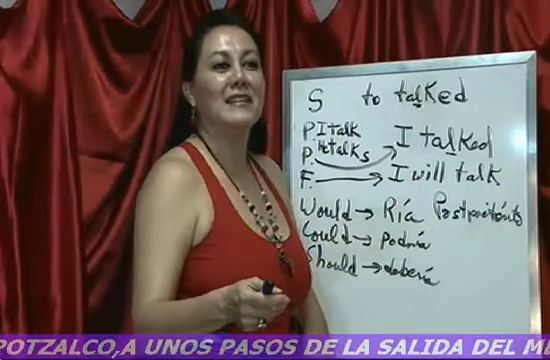 S to talked
P. I talk
I talked
P. He talks
F. → I will talk
Would → Ría
Could → podría
Should → debería
POTZALCO,A UNOS PASOS DE LA SALIDA DEL M